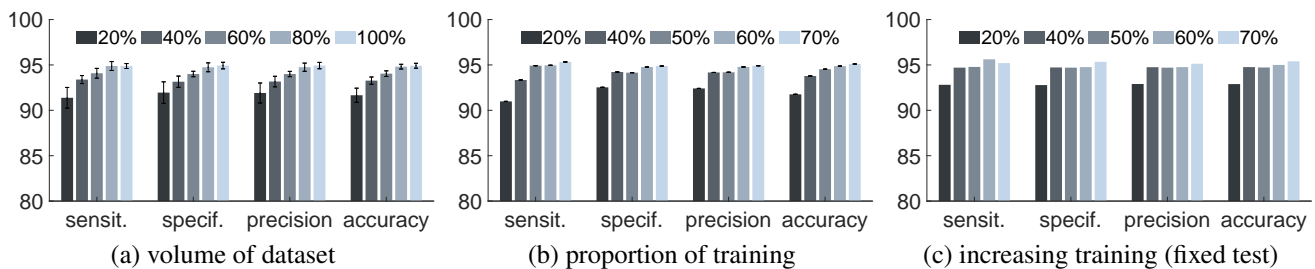 100
95
90
85
80
20% 40% 60% 80% 100%
sensit. specif. precision accuracy
(a) volume of dataset
100
95
90
85
80
20% 40% 50% 60% 70%
sensit. specif. precision accuracy
(b) proportion of training
100
95
90
85
80
20% 40% 50% 60% 70%
sensit. specif. precision accuracy
(c) increasing training (fixed test)